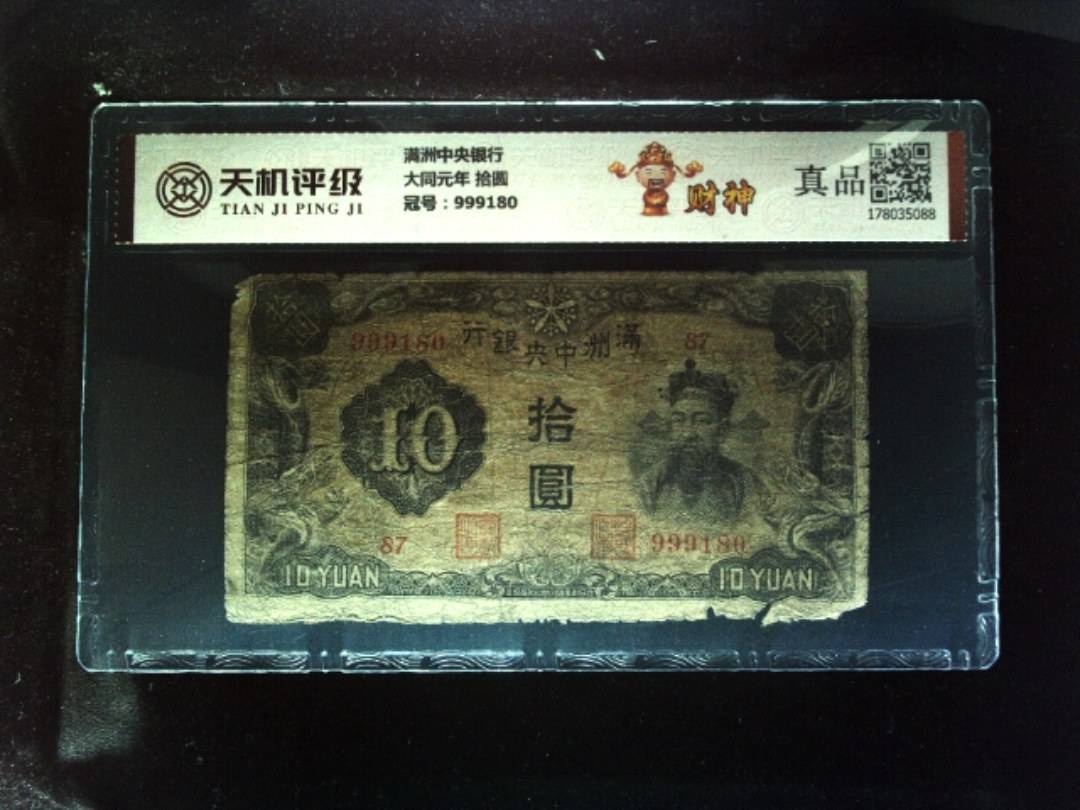 天机评级
TIAN JI PING JI
满洲中央银行
大同元年 拾圆
冠号：999180
财神
真品
178035088
999180 行銀央中洲滿 87
10
拾
圓
87 999180
10 YUAN 10 YUAN